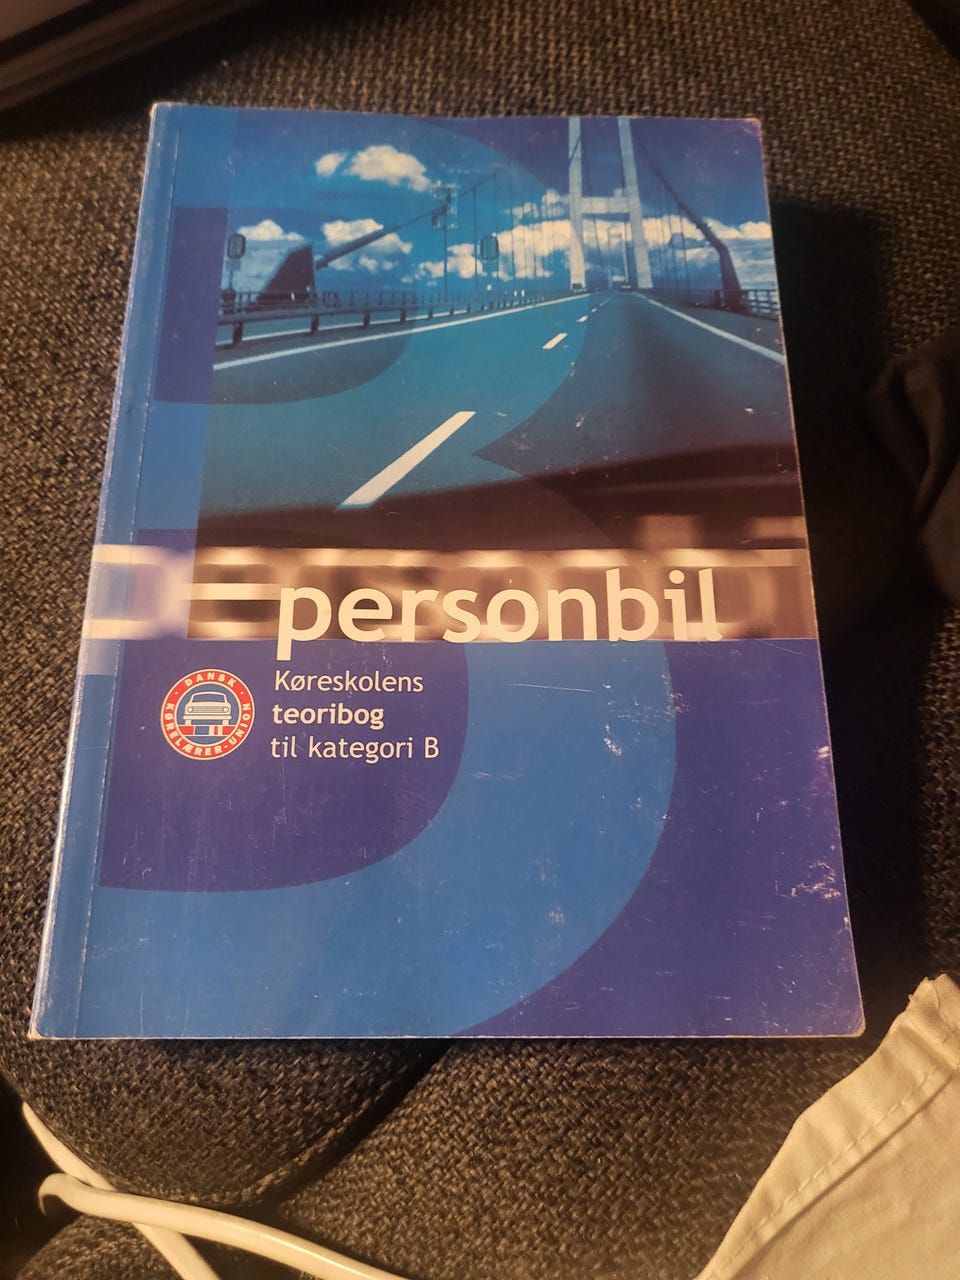 personbil
Køreskolens
teoribog
til kategori B
DANSK
KØRELÆRER-UNION